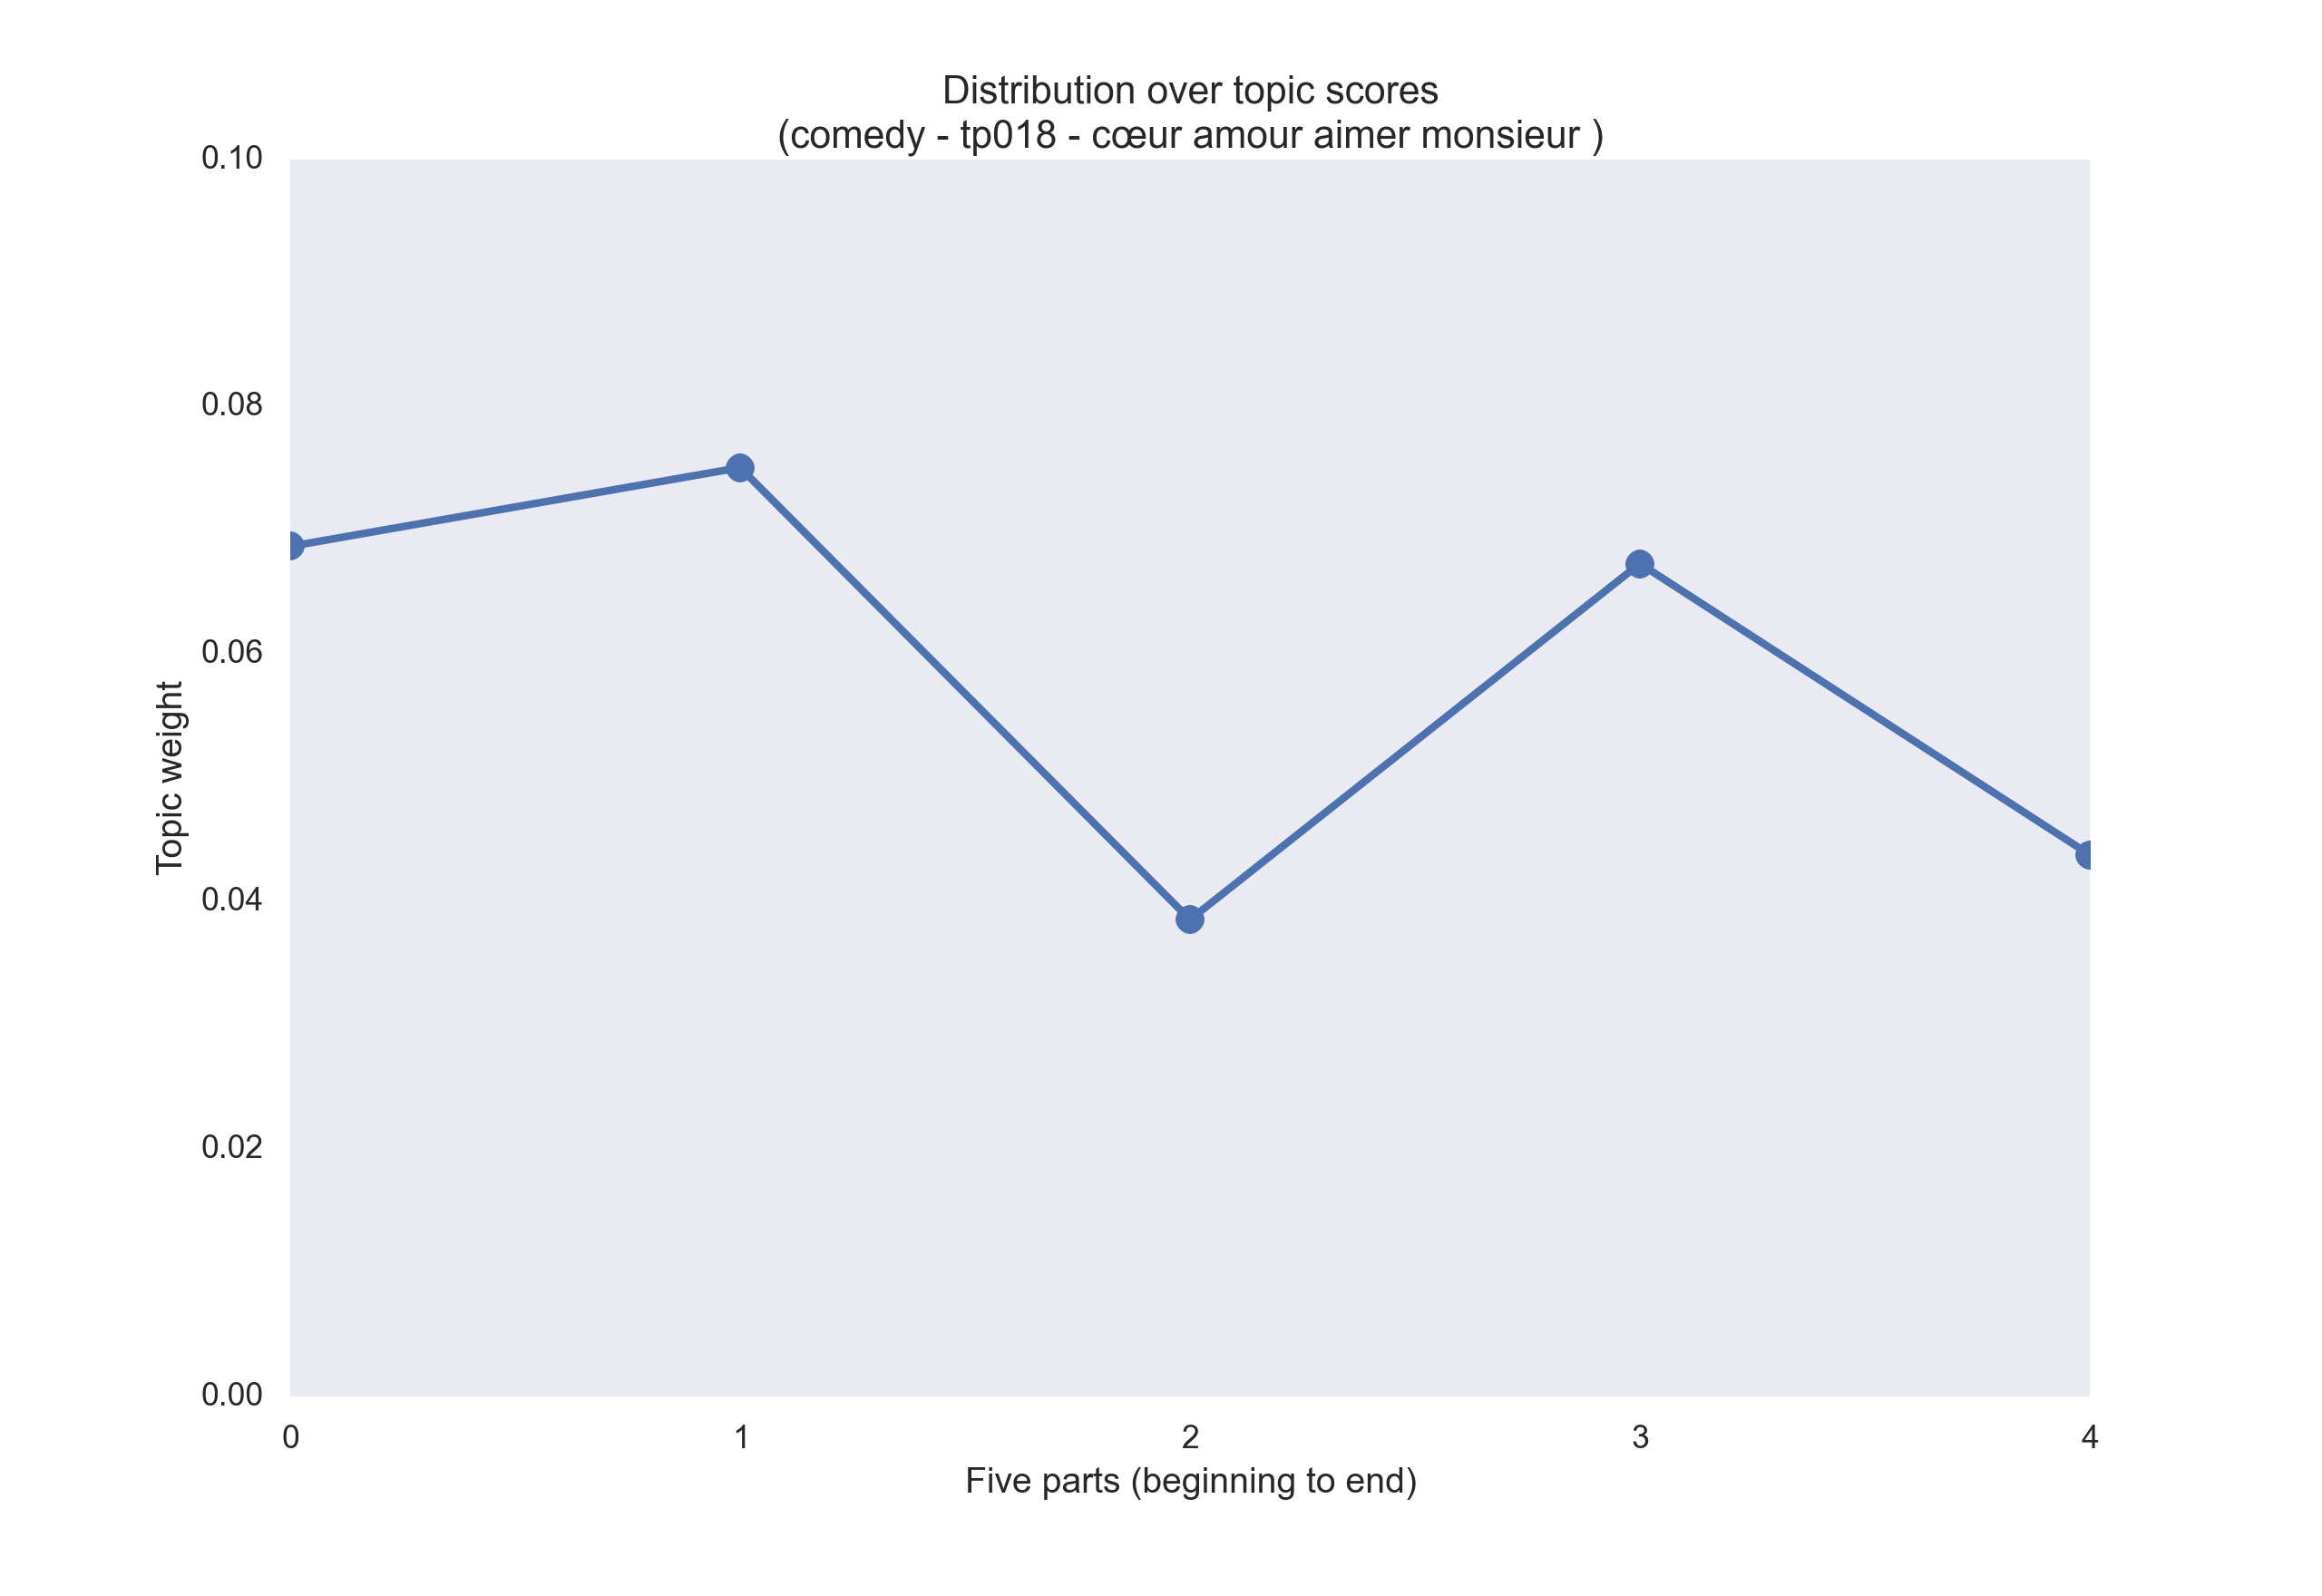 Distribution over topic scores
(comedy - tp018 - cœur amour aimer monsieur )
0.10
0.08
0.06
0.04
0.02
0.00
Topic weight
0 1 2 3 4
Five parts (beginning to end)